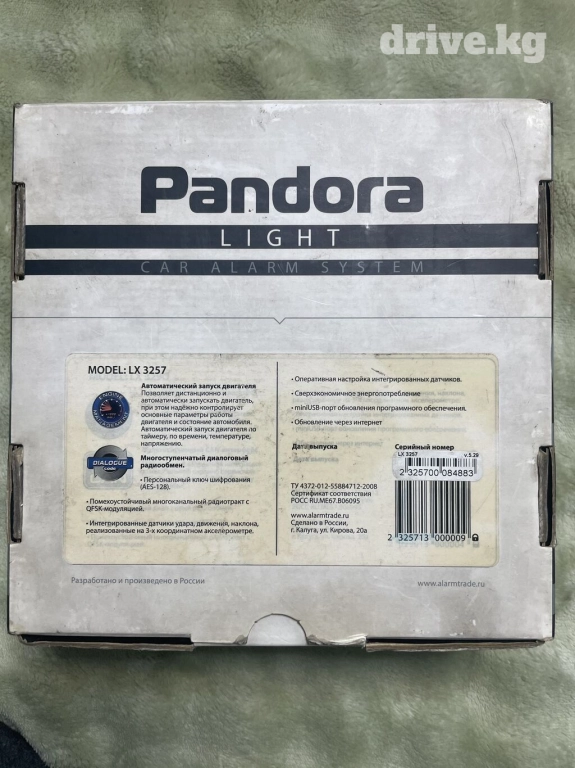 drive.kg
Pandora
LIGHT
CAR ALARM SYSTEM
MODEL: LX 3257
ENGINE
MANAGEMENT
Автоматический запуск двигателя
Позволяет дистанционно и
автоматически запускать двигатель,
при этом надёжно контролирует
основные параметры работы
двигателя и состояние автомобиля.
Автоматический запуск двигателя по
таймеру, по времени, температуре,
напряжению.
DIALOGUE
code
Многоступенчатый диалоговый
радиообмен.
• Персональный ключ шифрования
(AES-128).
• Помехоустойчивый многоканальный радиотракт с
QFSK-модуляцией.
• Интегрированные датчики удара, движения, наклона,
реализованные на 3-х координатном акселерометре.
• Оперативная настройка интегрированных датчиков.
• Сверхэкономичное энергопотребление
• miniUSB-порт обновления программного обеспечения.
• Обновление через интернет
Дата выпуска
Серийный номер
LX 3257 v.5.28
2 325700 084883
ТУ 4372-012-55884712-2008
Сертификат соответствия
РОСС RU.ME67.B06095
www.alarmtrade.ru
Сделано в России,
г. Калуга, ул. Кирова, 20а
2 325713 000009
Разработано и произведено в России
www.alarmtrade.ru